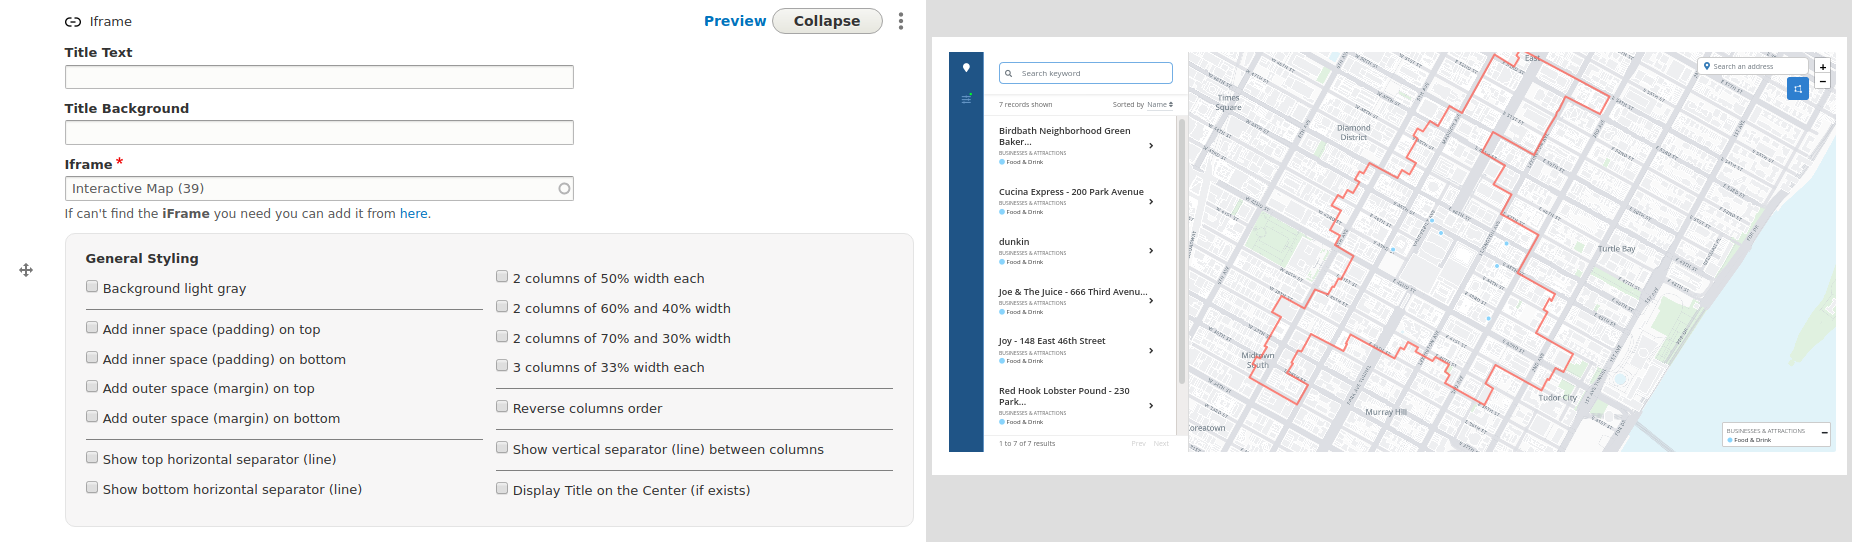 Iframe
Preview
Collapse
Title Text
Title Background
Iframe *
Interactive Map (39)
If can't find the iFrame you need you can add it from here.
General Styling
Background light gray
Add inner space (padding) on top
Add inner space (padding) on bottom
Add outer space (margin) on top
Add outer space (margin) on bottom
Show top horizontal separator (line)
Show bottom horizontal separator (line)
2 columns of 50% width each
2 columns of 60% and 40% width
2 columns of 70% and 30% width
3 columns of 33% width each
Reverse columns order
Show vertical separator (line) between columns
Display Title on the Center (if exists)
Search keyword
7 records shown
Sorted by Name
Birdbath Neighborhood Green
Baker...
BUSINESSES & ATTRACTIONS
Food & Drink
Cucina Express - 200 Park Avenue
BUSINESSES & ATTRACTIONS
Food & Drink
dunkin
BUSINESSES & ATTRACTIONS
Food & Drink
Joe & The Juice - 666 Third Avenu...
BUSINESSES & ATTRACTIONS
Food & Drink
Joy - 148 East 46th Street
BUSINESSES & ATTRACTIONS
Food & Drink
Red Hook Lobster Pound - 230
Park...
BUSINESSES & ATTRACTIONS
Food & Drink
1 to 7 of 7 results
Prev
Next
East
Search an address
+
−
Times
Square
Diamond
District
Turtle Bay
Midtown
South
Tudor City
Murray Hill
oreatown
BUSINESSES & ATTRACTIONS
−
Food & Drink